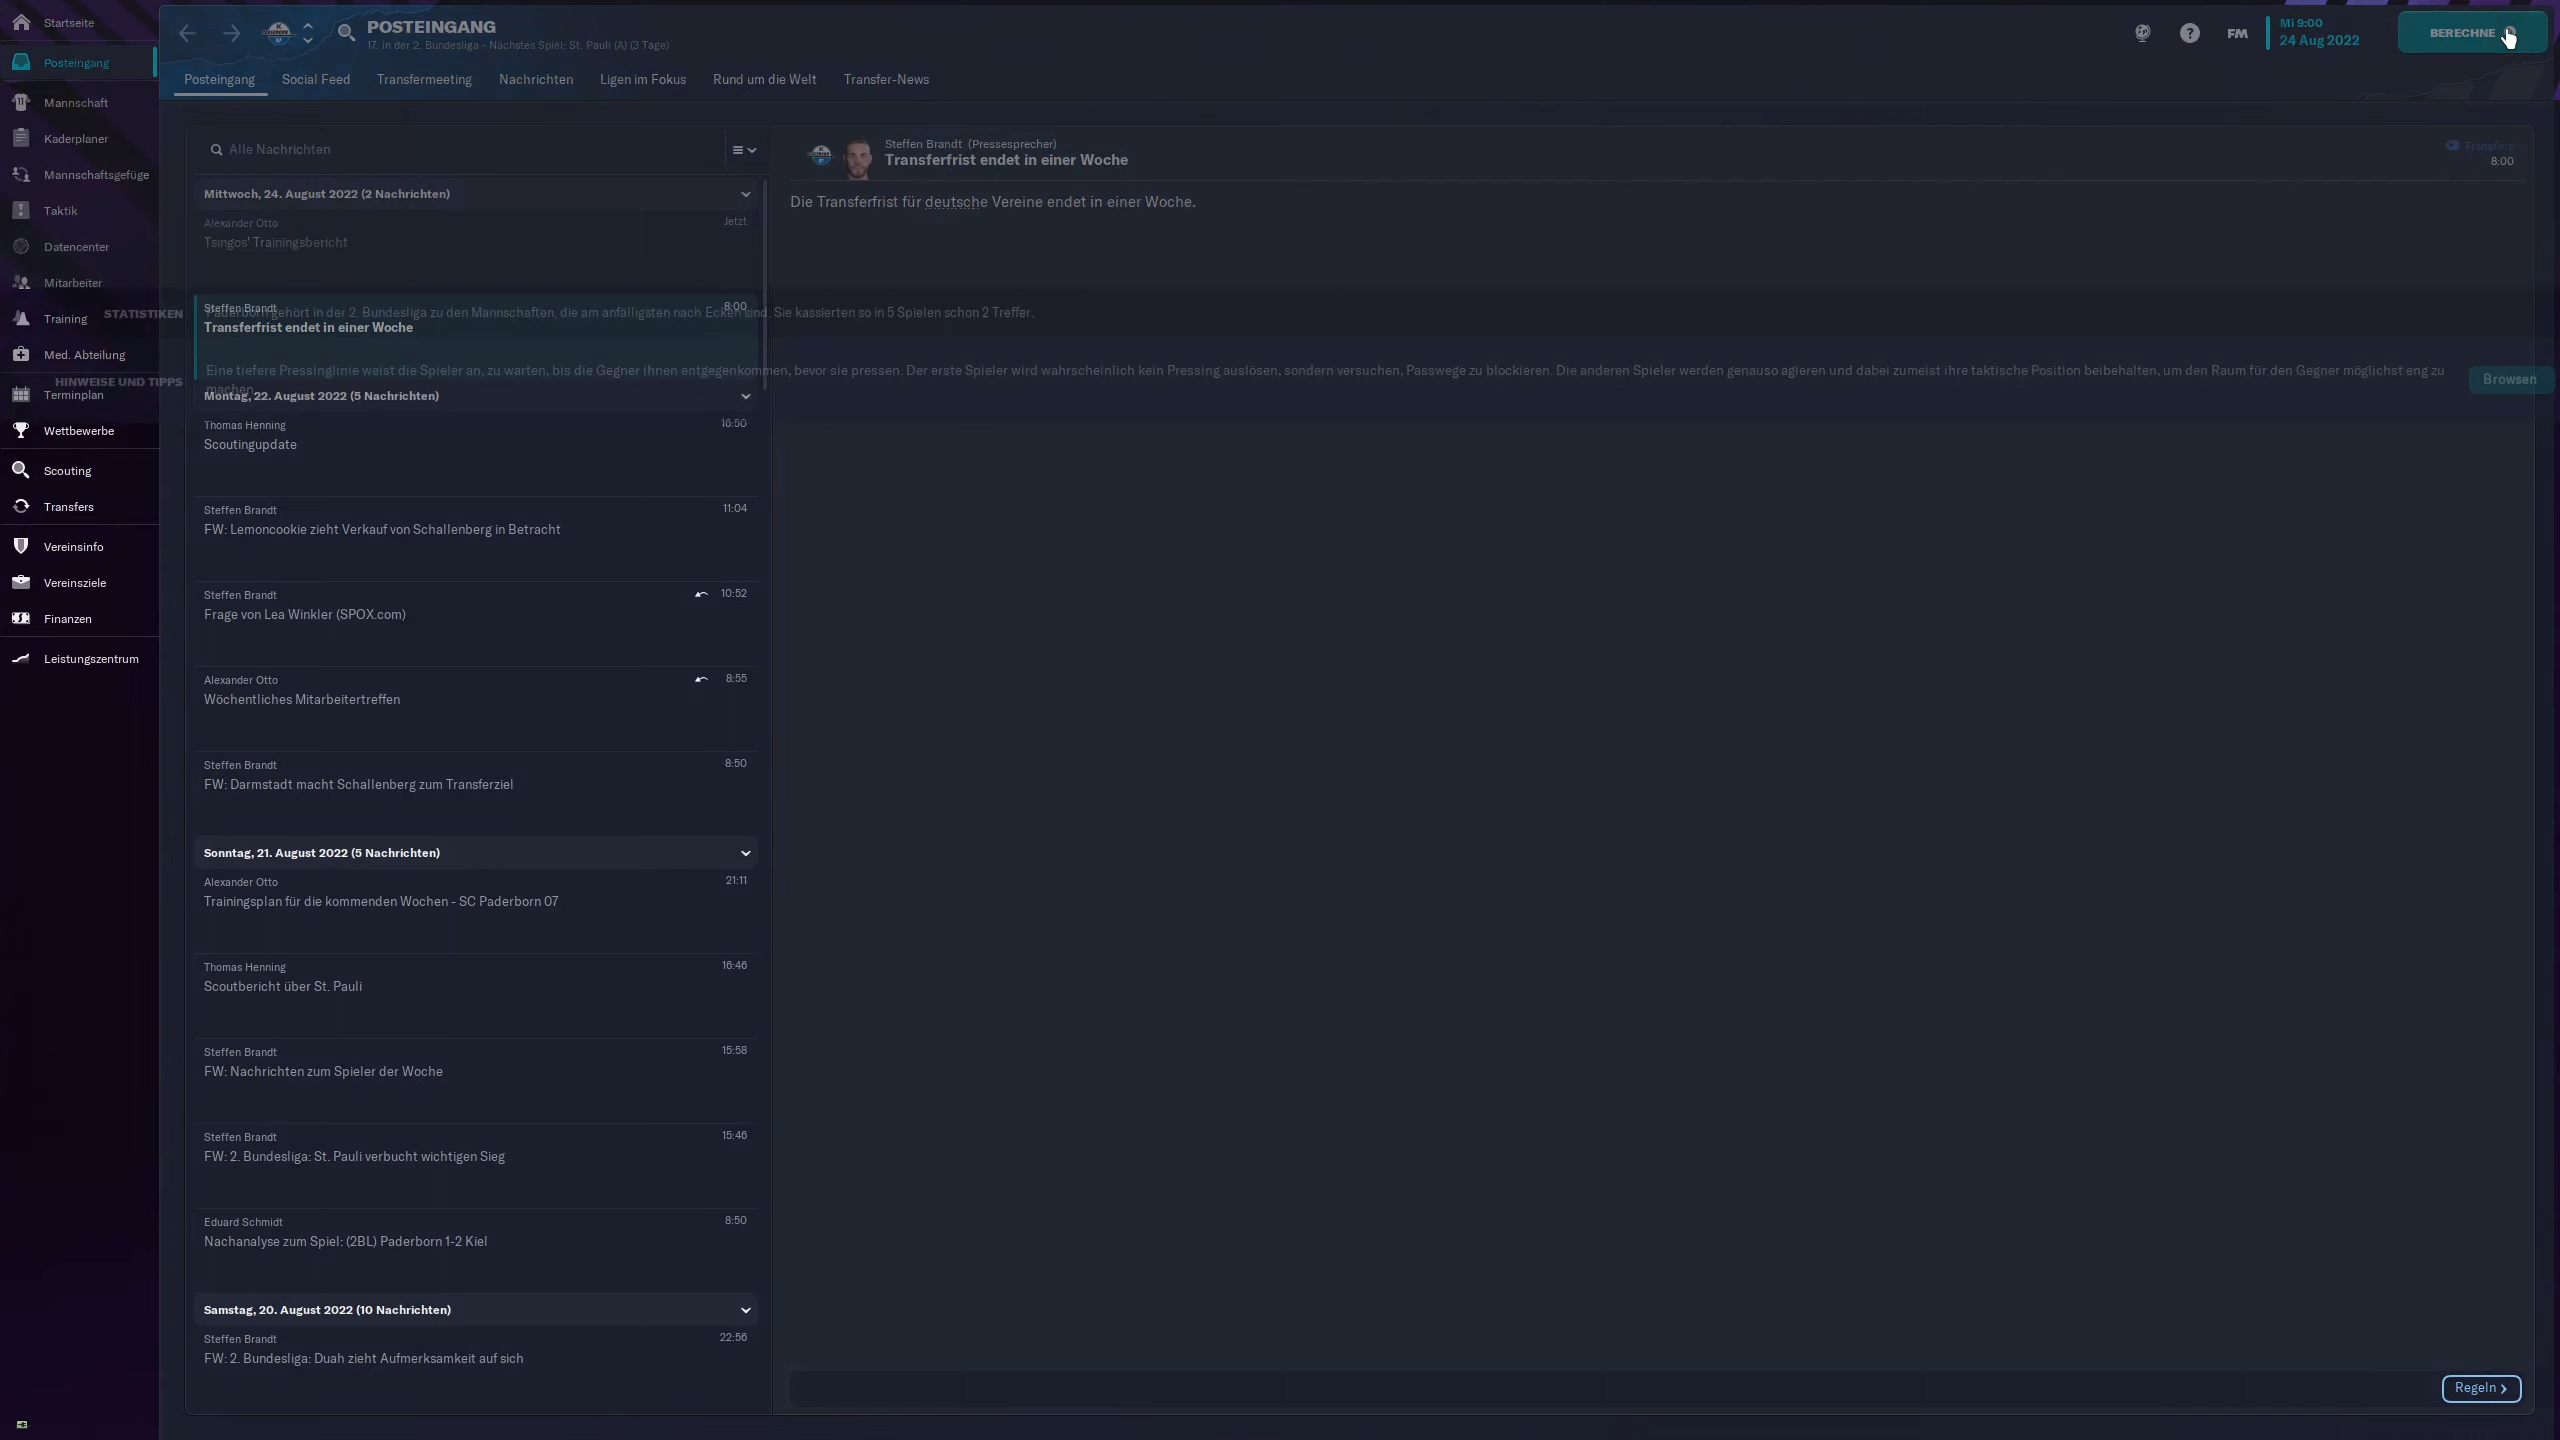 Startseite
Posteingang
Mannschaft
Kaderplaner
Mannschaftsgefüge
Taktik
Datencenter
Mitarbeiter
Training
Med. Abteilung
Terminplan
Wettbewerbe
Scouting
Transfers
Vereinsinfo
Vereinsziele
Finanzen
Leistungszentrum
POSTEINGANG
17. in der 2. Bundesliga - Nächstes Spiel: St. Pauli (A) (3 Tage)
FM
Mi 9:00
24 Aug 2022
BERECHNE
Posteingang
Social Feed
Transfermeeting
Nachrichten
Ligen im Fokus
Rund um die Welt
Transfer-News
Alle Nachrichten
Mittwoch, 24. August 2022 (2 Nachrichten)
Alexander Otto
Jetzt
Tsingos' Trainingsbericht
Steffen Brandt
8:00
Transferfrist endet in einer Woche
STATISTIKEN
Paderborn gehört in der 2. Bundesliga zu den Mannschaften, die am anfälligsten nach Ecken sind. Sie kassierten so in 5 Spielen schon 2 Treffer.
HINWEISE UND TIPPS
Eine tiefere Pressinglinie weist die Spieler an, zu warten, bis die Gegner ihnen entgegenkommen, bevor sie pressen. Der erste Spieler wird wahrscheinlich kein Pressing auslösen, sondern versuchen, Passwege zu blockieren. Die anderen Spieler werden genauso agieren und dabei zumeist ihre taktische Position beibehalten, um den Raum für den Gegner möglichst eng zu
machen.
Browsen
Montag, 22. August 2022 (5 Nachrichten)
Thomas Henning
16:50
Scoutingupdate
Steffen Brandt
11:04
FW: Lemoncookie zieht Verkauf von Schallenberg in Betracht
Steffen Brandt
10:52
Frage von Lea Winkler (SPOX.com)
Alexander Otto
8:55
Wöchentliches Mitarbeitertreffen
Steffen Brandt
8:50
FW: Darmstadt macht Schallenberg zum Transferziel
Sonntag, 21. August 2022 (5 Nachrichten)
Alexander Otto
21:11
Trainingsplan für die kommenden Wochen - SC Paderborn 07
Thomas Henning
16:46
Scoutbericht über St. Pauli
Steffen Brandt
15:58
FW: Nachrichten zum Spieler der Woche
Steffen Brandt
15:46
FW: 2. Bundesliga: St. Pauli verbucht wichtigen Sieg
Eduard Schmidt
8:50
Nachanalyse zum Spiel: (2BL) Paderborn 1-2 Kiel
Samstag, 20. August 2022 (10 Nachrichten)
Steffen Brandt
22:56
FW: 2. Bundesliga: Duah zieht Aufmerksamkeit auf sich
Steffen Brandt (Pressesprecher)
Transferfrist endet in einer Woche
Transfers
8:00
Die Transferfrist für deutsche Vereine endet in einer Woche.
Regeln